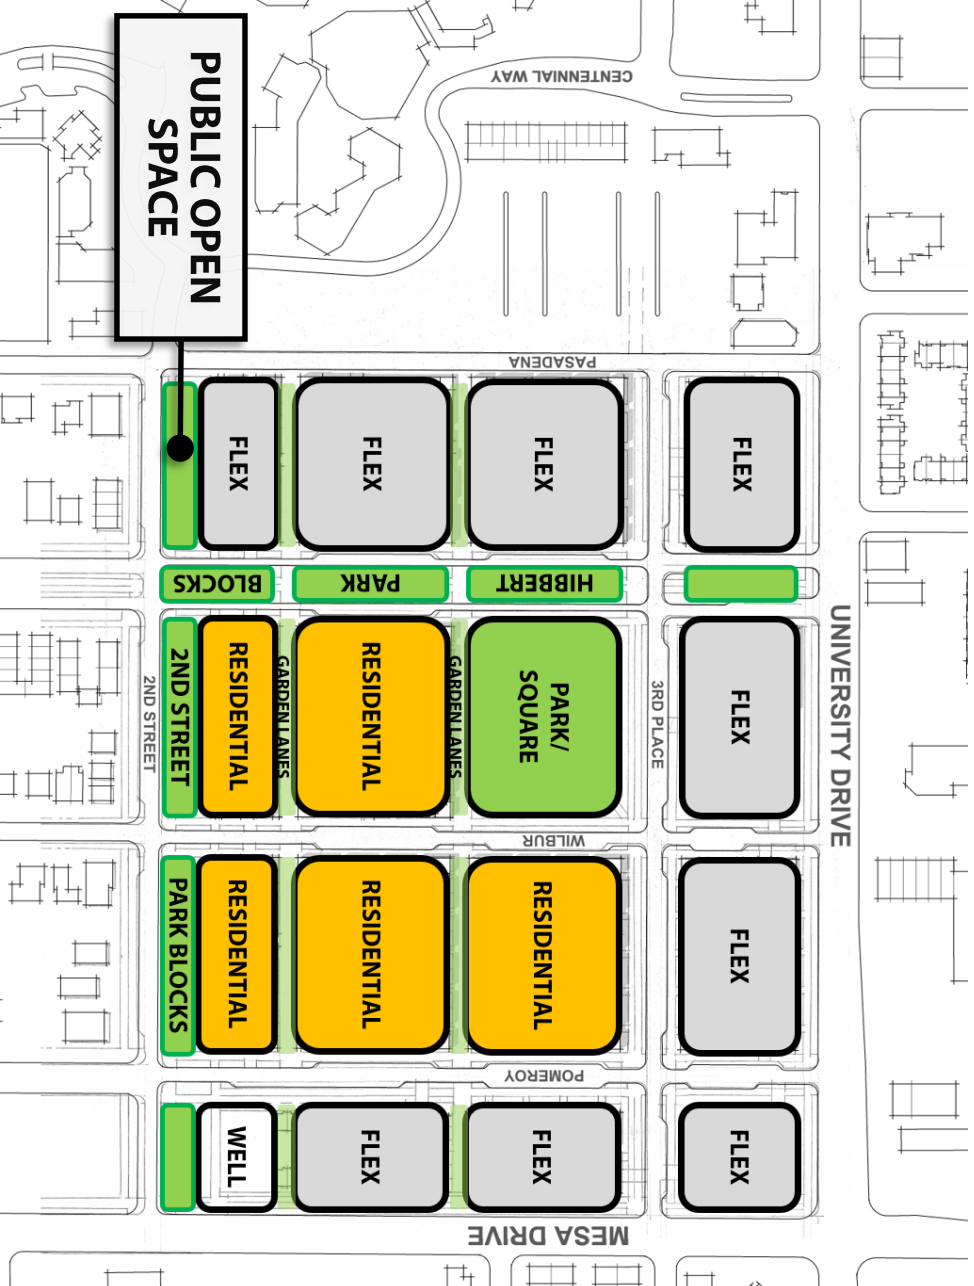 PUBLIC OPEN
SPACE
CENTENNIAL WAY
PASADENA
FLEX
FLEX
FLEX
FLEX
BLOCKS
PARK
HIBBERT
2ND STREET
2ND STREET
RESIDENTIAL
GARDEN LANES
RESIDENTIAL
GARDEN LANES
PARK/
SQUARE
3RD PLACE
FLEX
UNIVERSITY DRIVE
WILBUR
PARK BLOCKS
RESIDENTIAL
RESIDENTIAL
RESIDENTIAL
FLEX
POMEROY
WELL
FLEX
FLEX
FLEX
MESA DRIVE